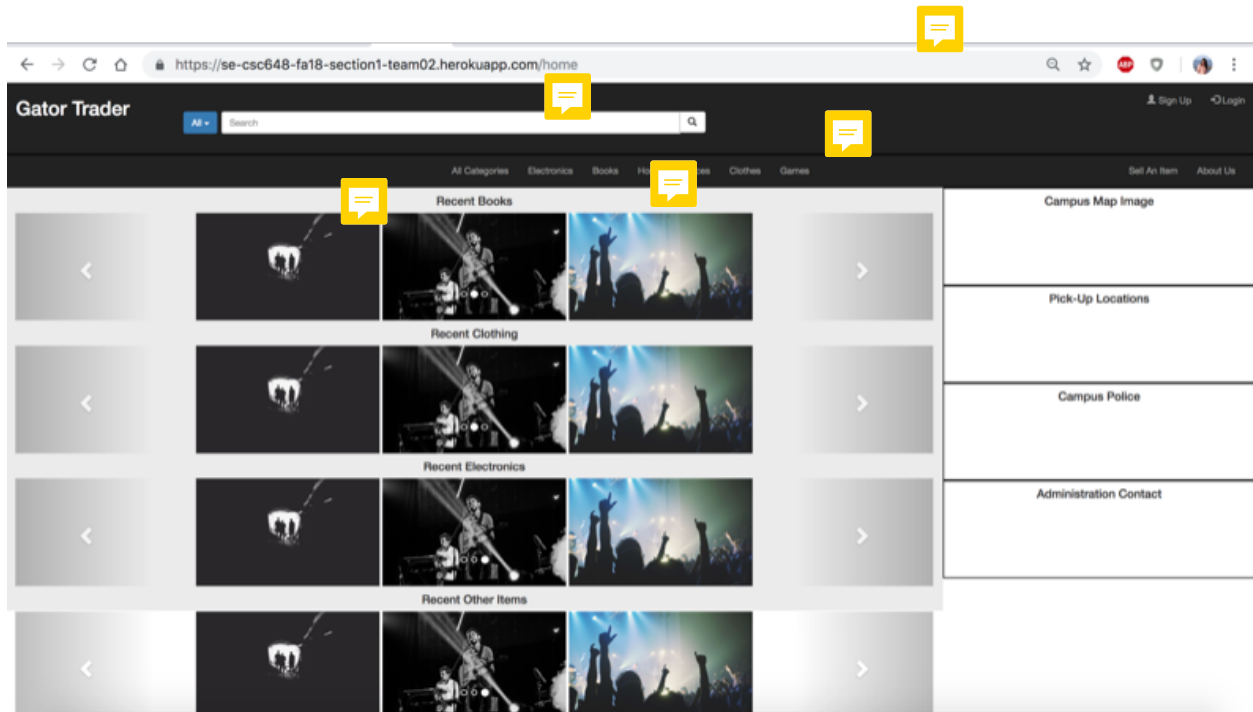 https://se-csc648-fa18-section1-team02.herokuapp.com/home
ABP
Gator Trader
All
Search
Sign Up
Login
All Categories Electronics Books Clothes Games
Sell An Item About Us
Recent Books
Campus Map Image
Pick-Up Locations
Recent Clothing
Campus Police
Recent Electronics
Administration Contact
Recent Other Items